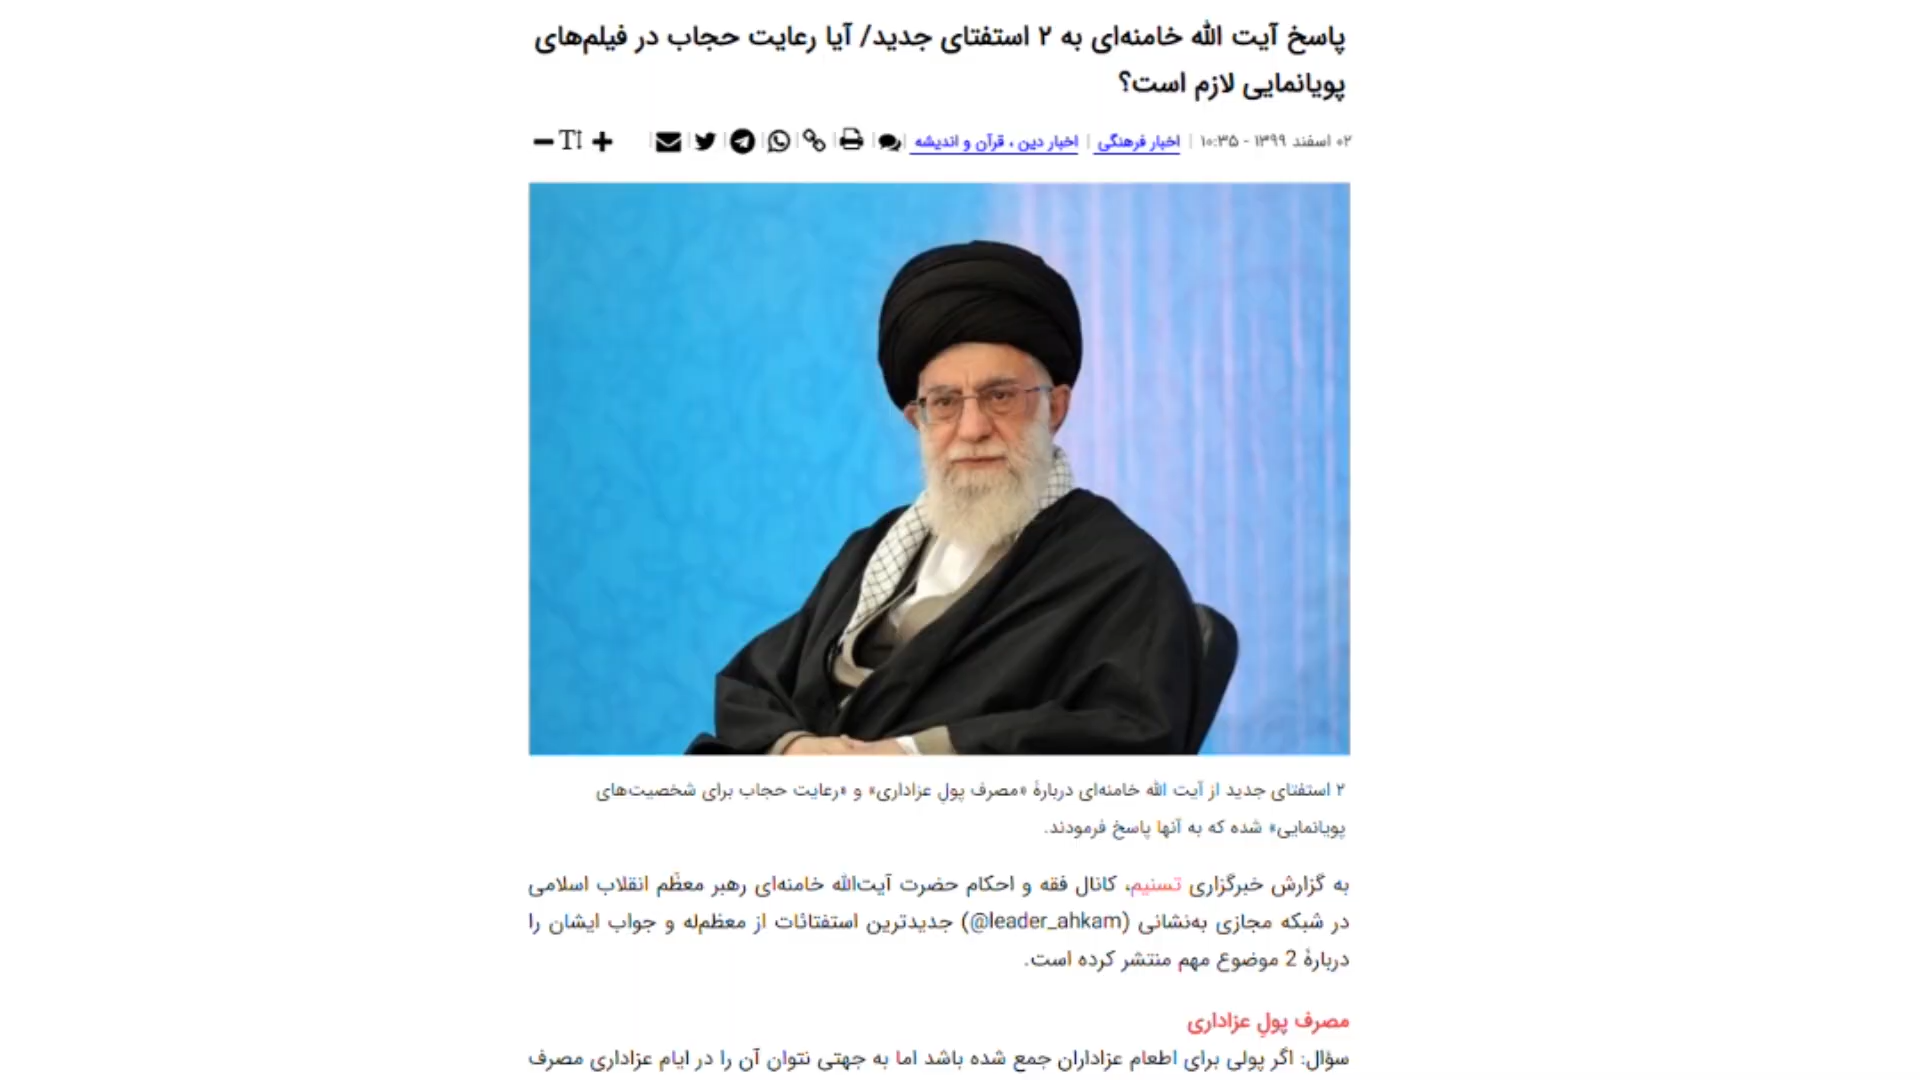 پاسخ آیت الله خامنه‌ای به ۲ استفتای جدید/ آیا رعایت حجاب در فیلم‌های
پویانمایی لازم است؟
۰۲ اسفند ۱۳۹۹ - ۱۰:۳۵ | اخبار فرهنگی | اخبار دین ، قرآن و اندیشه
۲ استفتای جدید از آیت الله خامنه‌ای دربارهٔ «مصرف پولِ عزاداری» و «رعایت حجاب برای شخصیت‌های
پویانمایی» شده که به آنها پاسخ فرمودند.
به گزارش خبرگزاری تسنیم، کانال فقه و احکام حضرت آیت‌الله خامنه‌ای رهبر معظّم انقلاب اسلامی
در شبکه مجازی به‌نشانی (leader_ahkam@) جدیدترین استفتائات از معظم‌له و جواب ایشان را
دربارهٔ 2 موضوع مهم منتشر کرده است.
مصرف پولِ عزاداری
سؤال: اگر پولی برای اطعام عزاداران جمع شده باشد اما به جهتی نتوان آن را در ایام عزاداری مصرف